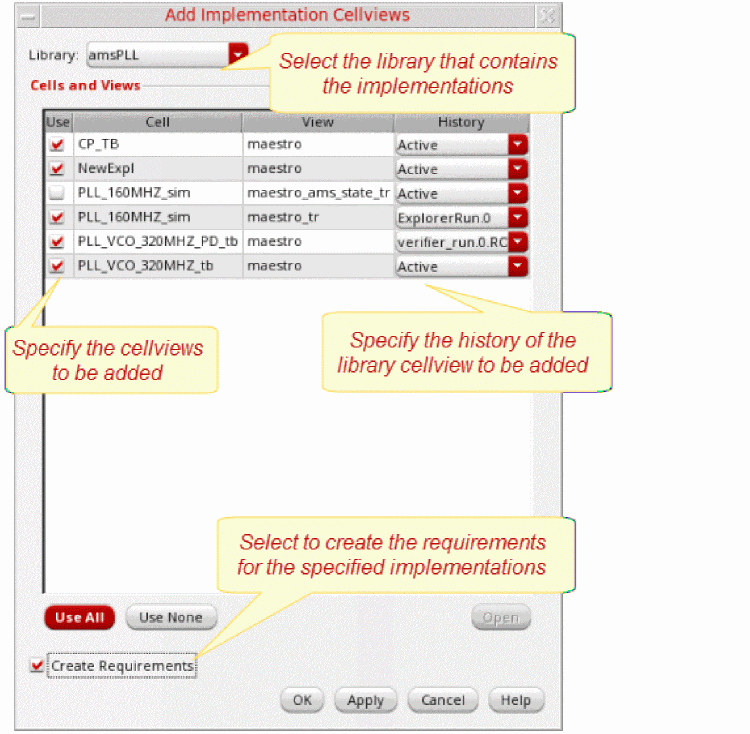 Add Implementation Cellviews
Library: amsPLL
Select the library that contains
the implementations
Cells and Views
Use Cell View History
CP_TB maestro Active
NewExpl maestro Active
PLL_160MHZ_sim maestro_ams_state_tr Active
PLL_160MHZ_sim maestro_tr ExplorerRun.0
PLL_VCO_320MHZ_PD_tb maestro verifier_run.0.RC
PLL_VCO_320MHZ_tb maestro Active
Specify the cellviews
to be added
Specify the history of the
library cellview to be added
Select to create the requirements
for the specified implementations
Use All Use None Open
Create Requirements
OK Apply Cancel Help